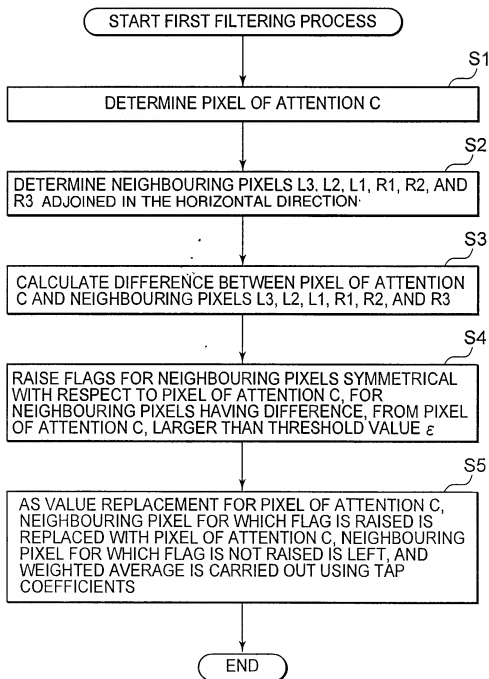 START FIRST FILTERING PROCESS
S1
DETERMINE PIXEL OF ATTENTION C
S2
DETERMINE NEIGHBOURING PIXELS L3. L2, L1, R1, R2, AND
R3 ADJOINED IN THE HORIZONTAL DIRECTION
S3
CALCULATE DIFFERENCE BETWEEN PIXEL OF ATTENTION
C AND NEIGHBOURING PIXELS L3, L2, L1, R1, R2, AND R3
S4
RAISE FLAGS FOR NEIGHBOURING PIXELS SYMMETRICAL
WITH RESPECT TO PIXEL OF ATTENTION C, FOR
NEIGHBOURING PIXELS HAVING DIFFERENCE, FROM PIXEL
OF ATTENTION C, LARGER THAN THRESHOLD VALUE ε
S5
AS VALUE REPLACEMENT FOR PIXEL OF ATTENTION C,
NEIGHBOURING PIXEL FOR WHICH FLAG IS RAISED IS
REPLACED WITH PIXEL OF ATTENTION C, NEIGHBOURING
PIXEL FOR WHICH FLAG IS NOT RAISED IS LEFT, AND
WEIGHTED AVERAGE IS CARRIED OUT USING TAP
COEFFICIENTS
END